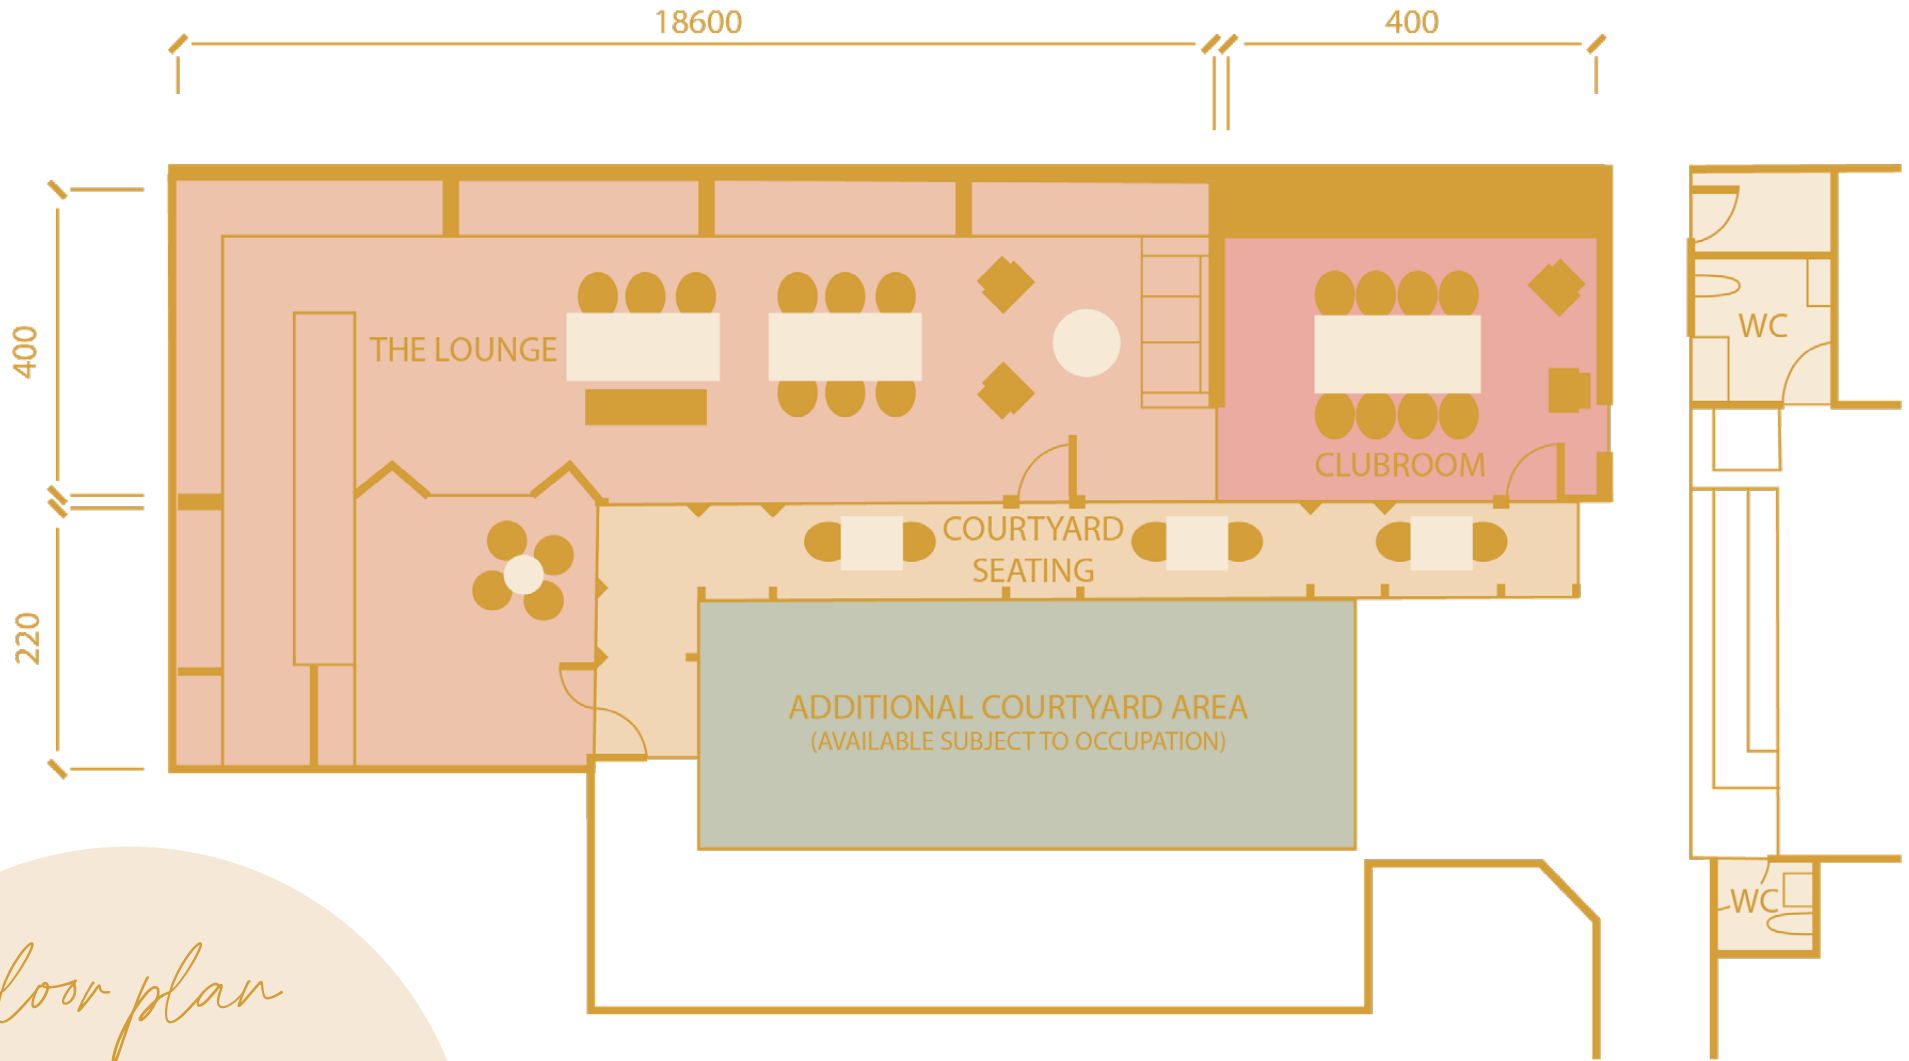 18600
400
400
THE LOUNGE
WC
CLUBROOM
COURTYARD
SEATING
220
ADDITIONAL COURTYARD AREA
(AVAILABLE SUBJECT TO OCCUPATION)
WC
loor plan